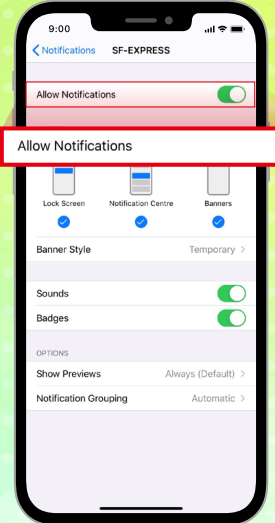 9:00
Notifications SF-EXPRESS
Allow Notifications
Allow Notifications
Lock Screen Notification Centre Banners
Banner Style Temporary
Sounds
Badges
OPTIONS
Show Previews Always (Default)
Notification Grouping Automatic